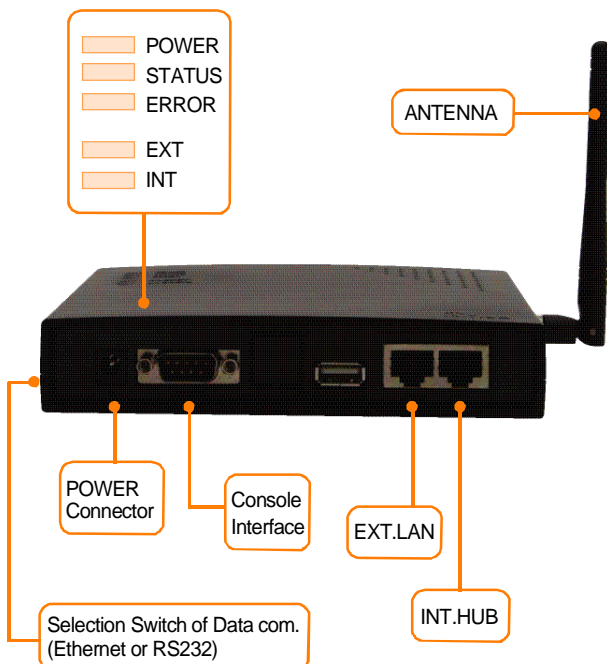 POWER
STATUS
ERROR
EXT
INT
ANTENNA
POWER
Connector
Console
Interface
EXT.LAN
INT.HUB
Selection Switch of Data com.
(Ethernet or RS232)